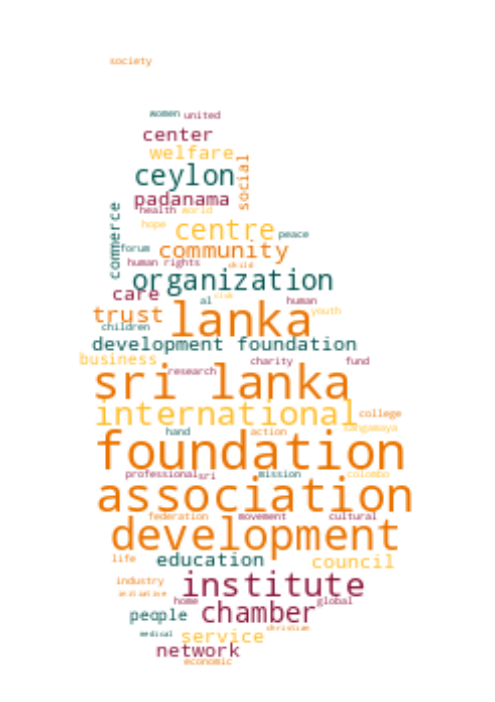 society
women united
center
welfare
ceylon social
padanama
health world
hope
commerce centre peace
forum community
human rights child
organization
care al club human
trust lanka youth
children
development foundation
business charity fund
research
sri lanka
international college
hand action sangamaya
foundation
professional sri mission colombo
association
federation movement cultural
development
life education council
industry institute
initiative
home global
people chamber
christian
medical service
network
economic